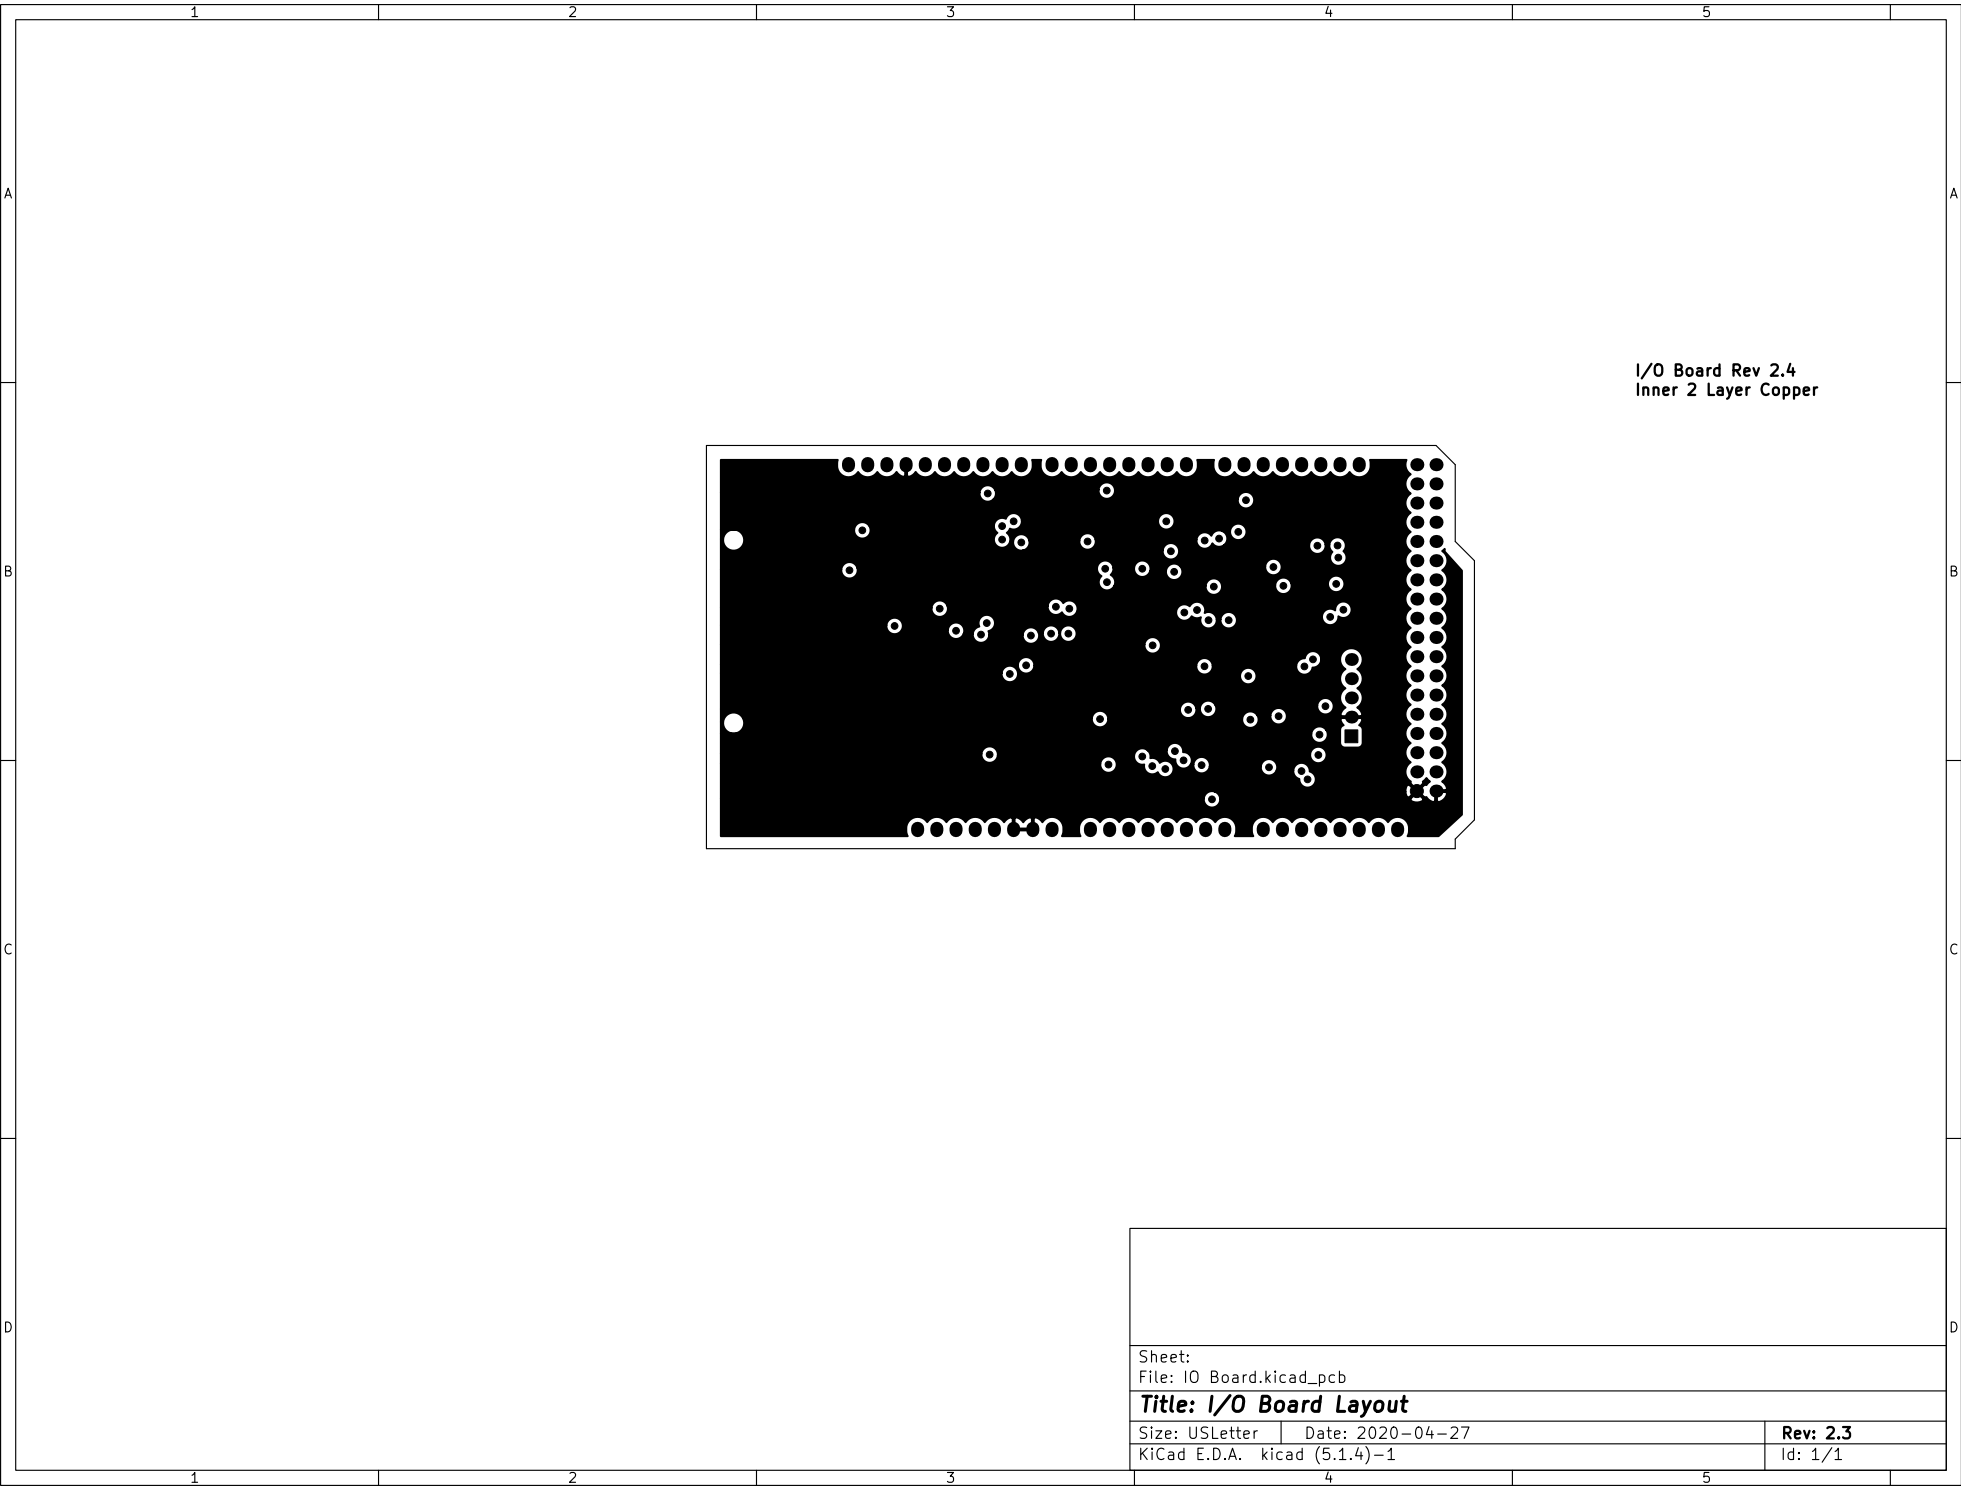 1 2 3 4 5
A A
I/O Board Rev 2.4
Inner 2 Layer Copper
B B
C C
D D
Sheet:
File: IO Board.kicad_pcb
Title: I/O Board Layout
Size: USLetter Date: 2020-04-27 Rev: 2.3
KiCad E.D.A. kicad (5.1.4)-1 Id: 1/1
1 2 3 4 5